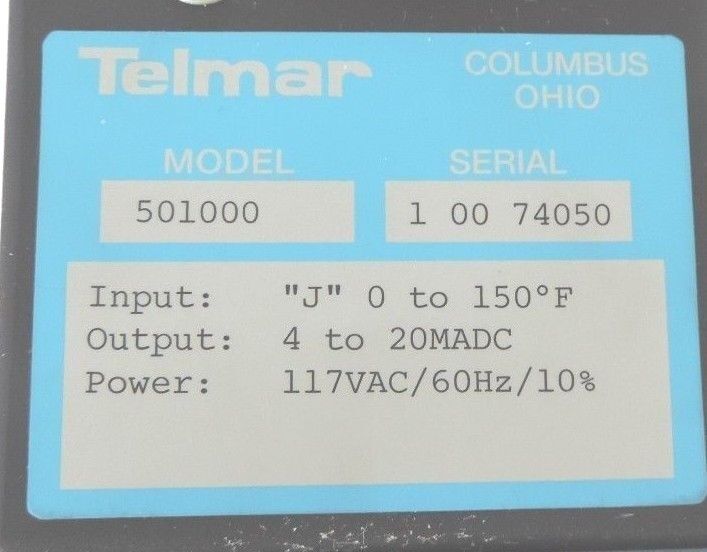 Telmar
COLUMBUS
OHIO
MODEL
SERIAL
501000
1 00 74050
Input: "J" 0 to 150°F
Output: 4 to 20MADC
Power: 117VAC/60Hz/10%